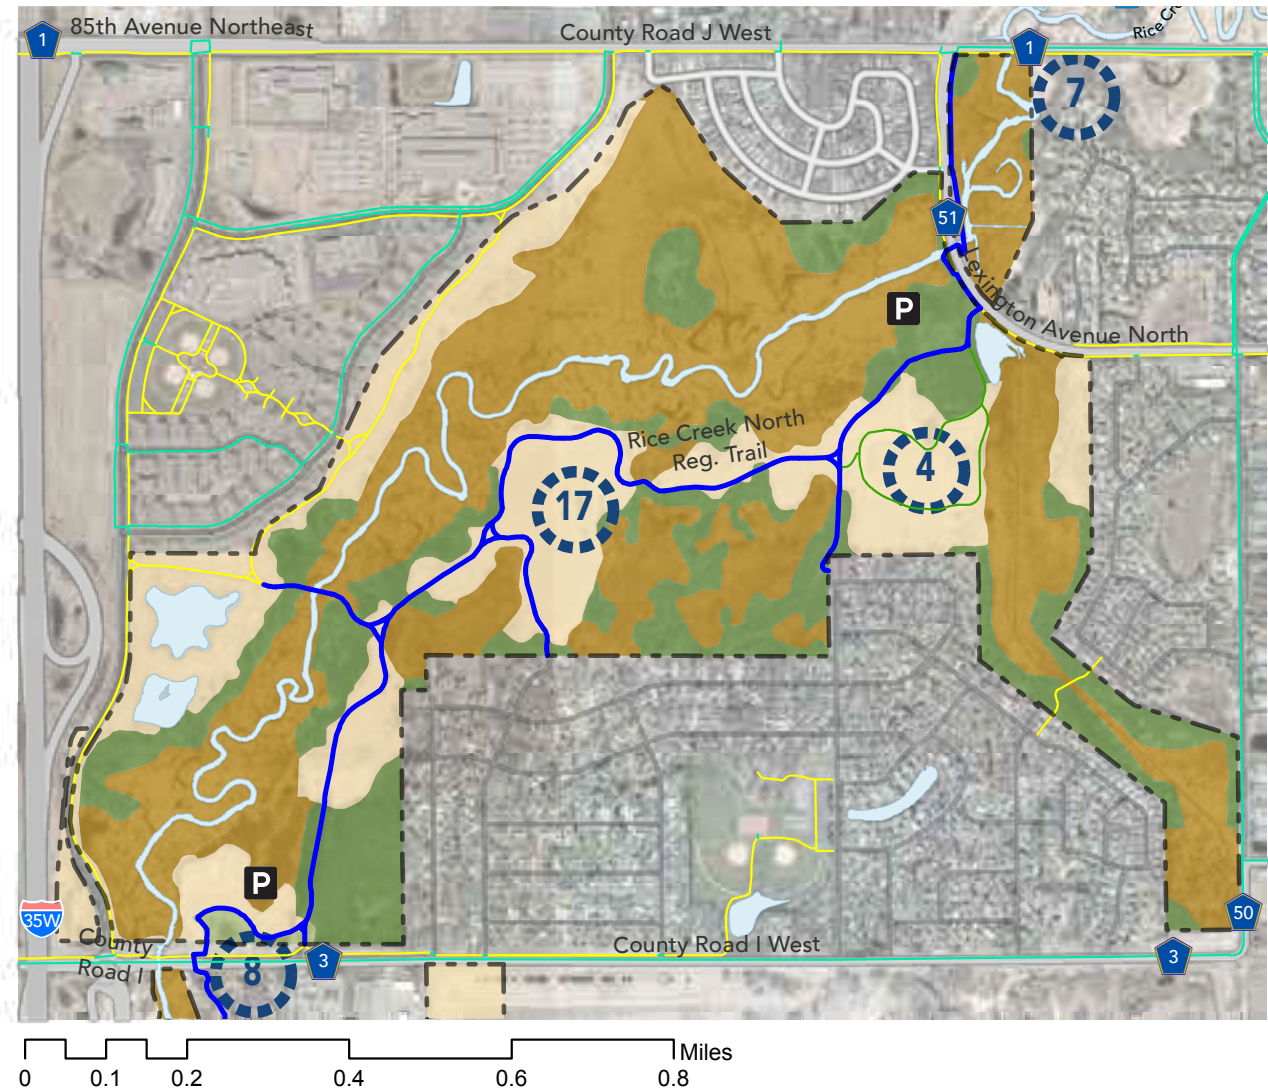 85th Avenue Northeast
County Road J West
Rice Cre
1
1
7
51
Lexington Avenue North
P
Rice Creek North
Reg. Trail
4
17
P
35W
County
Road I
8
3
County Road I West
3
50
0
0.1
0.2
0.4
0.6
0.8
Miles